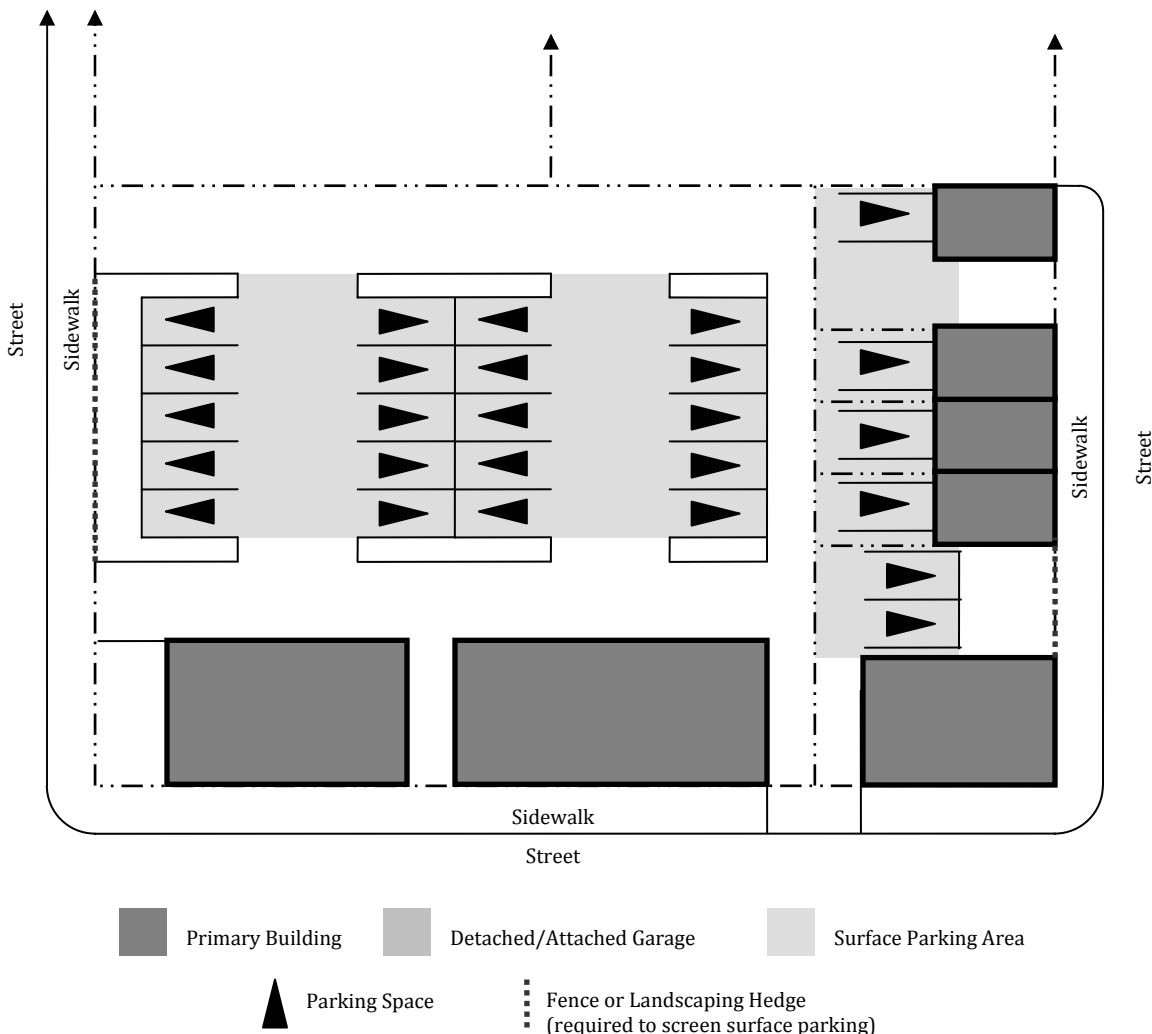 Street
Sidewalk
Sidewalk
Street
Sidewalk
Street
Primary Building
Detached/Attached Garage
Surface Parking Area
Parking Space
Fence or Landscaping Hedge
(required to screen surface parking)